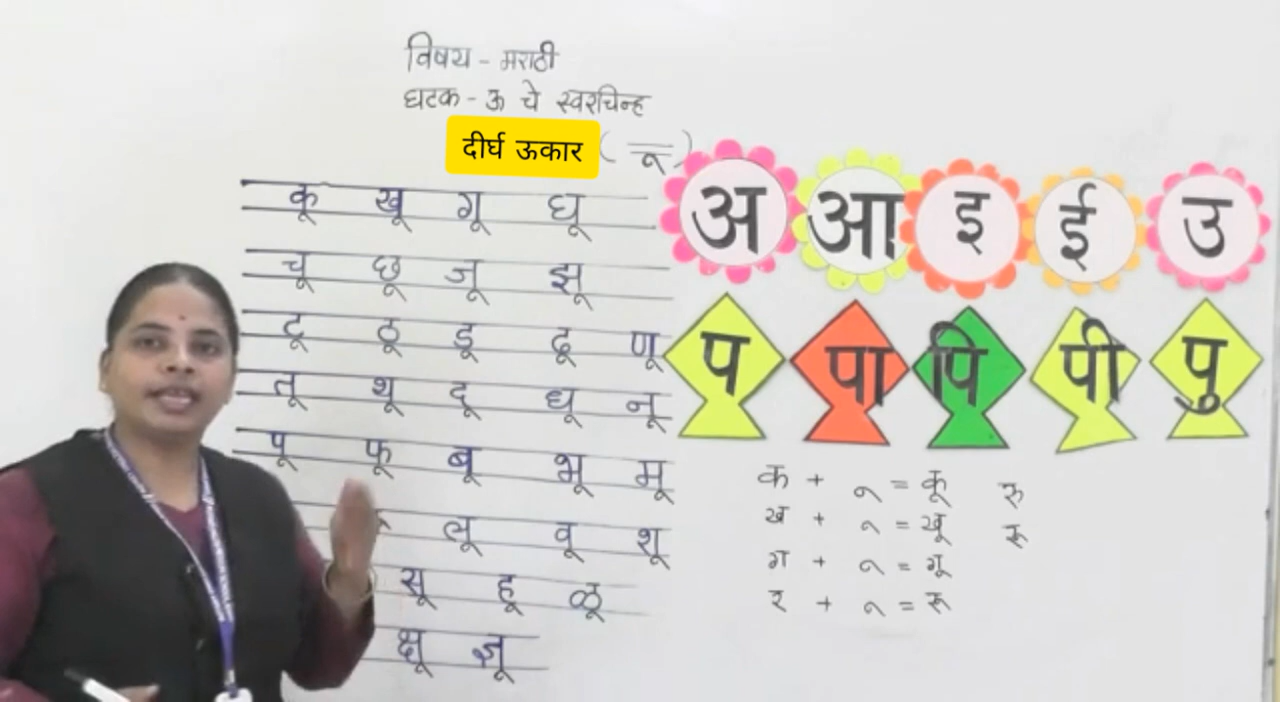 विषय - मराठी
घटक - ऊ चे स्वरचिन्ह
दीर्घ ऊकार ( ू )
कू खू गू घू
चू छू जू झू
टू ठू डू ढू णू
तू थू दू धू नू
पू फू बू भू मू
लू वू शू
सू हू ळू
क्षू ज्ञू
अ आ इ ई उ
प पा पि पी पु
क + ू = कू रु
ख + ू = खू रू
ग + ू = गू
र + ू = रू